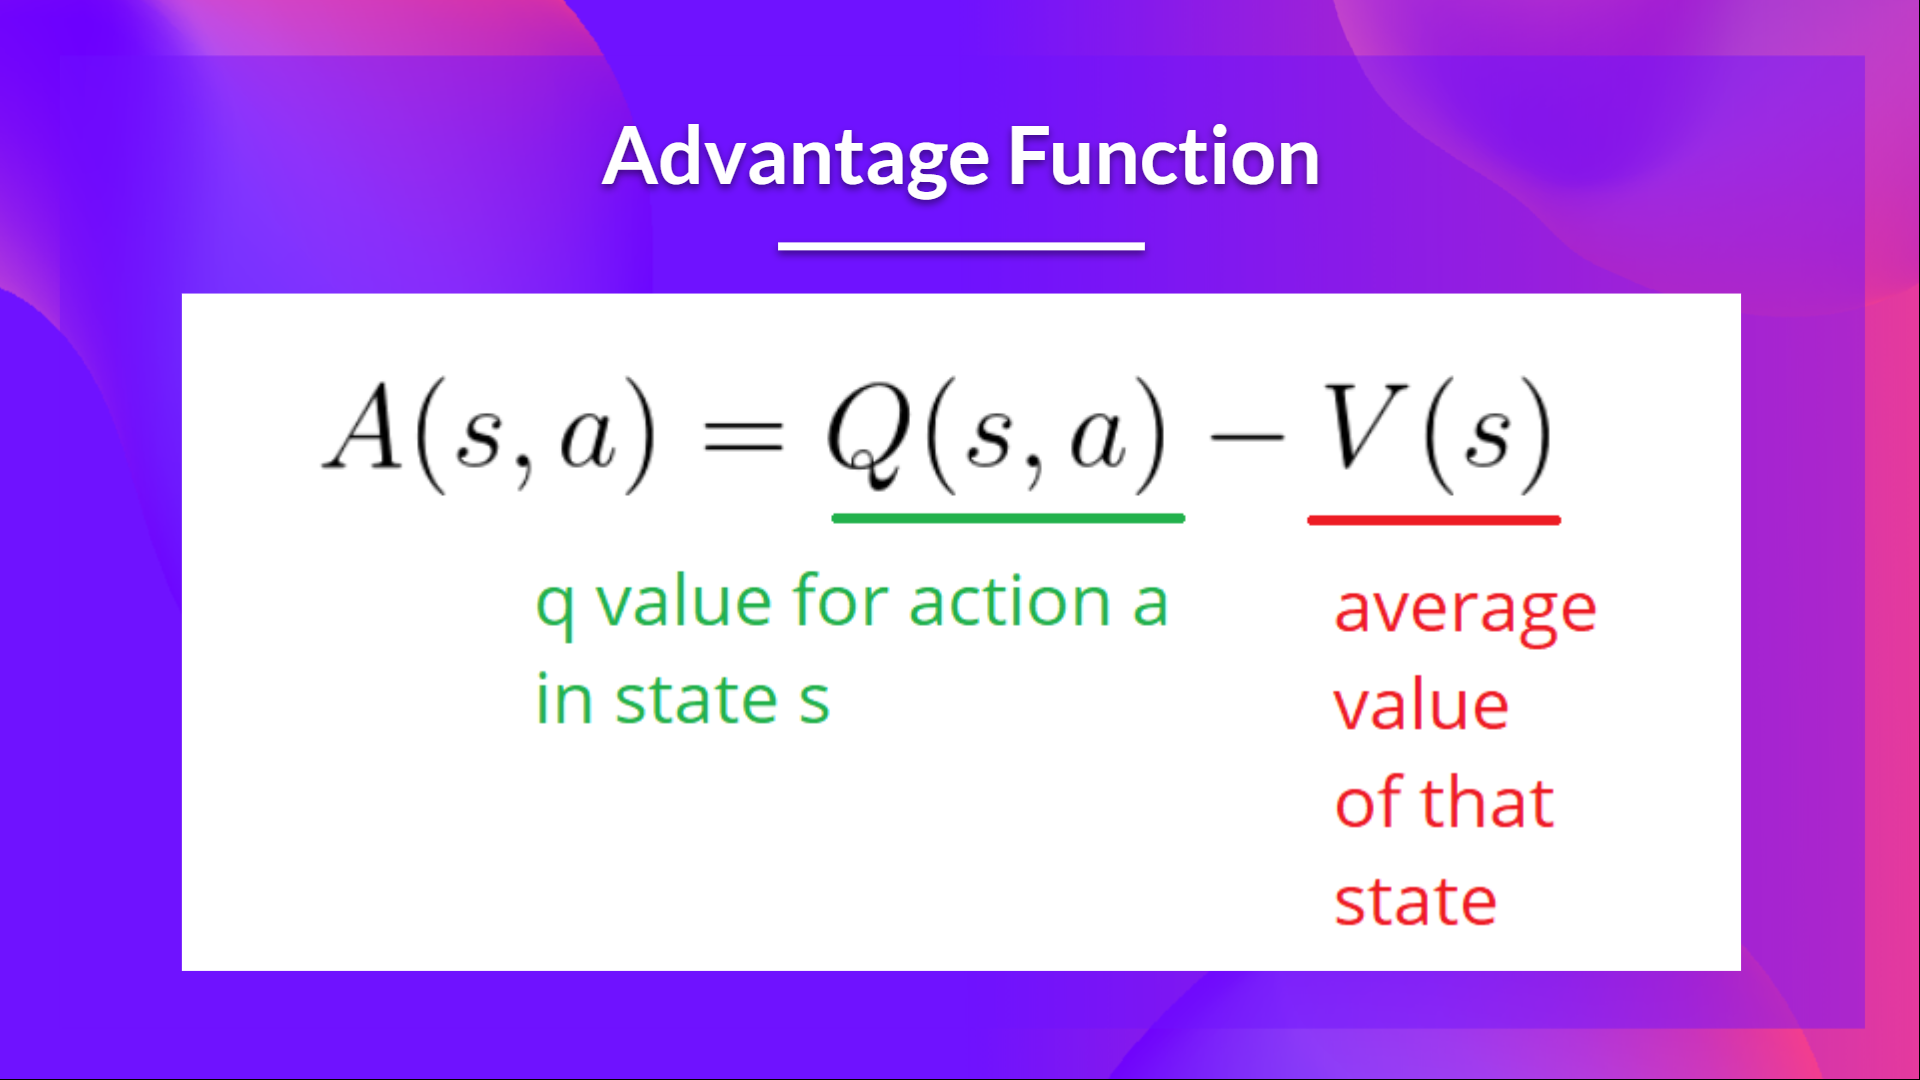 Advantage Function
A(s, a) = Q(s, a) − V(s)
q value for action a
in state s
average
value
of that
state